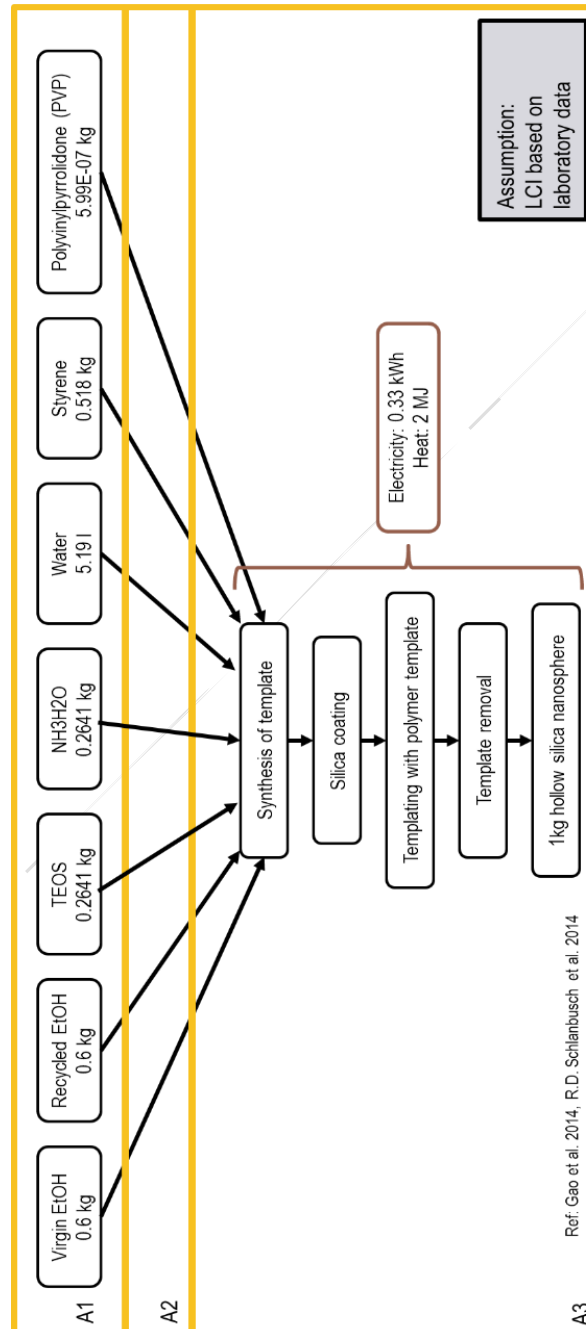 A1
Virgin EtOH
0.6 kg
Recycled EtOH
0.6 kg
TEOS
0.2641 kg
NH3H2O
0.2641 kg
Water
5.19 l
Styrene
0.518 kg
Polyvinylpyrrolidone (PVP)
5.99E-07 kg
A2
Synthesis of template
Silica coating
Templating with polymer template
Template removal
1kg hollow silica nanosphere
Electricity: 0.33 kWh
Heat: 2 MJ
Assumption:
LCI based on
laboratory data
Ref: Gao et al. 2014, R.D. Schlanbusch et al. 2014
A3